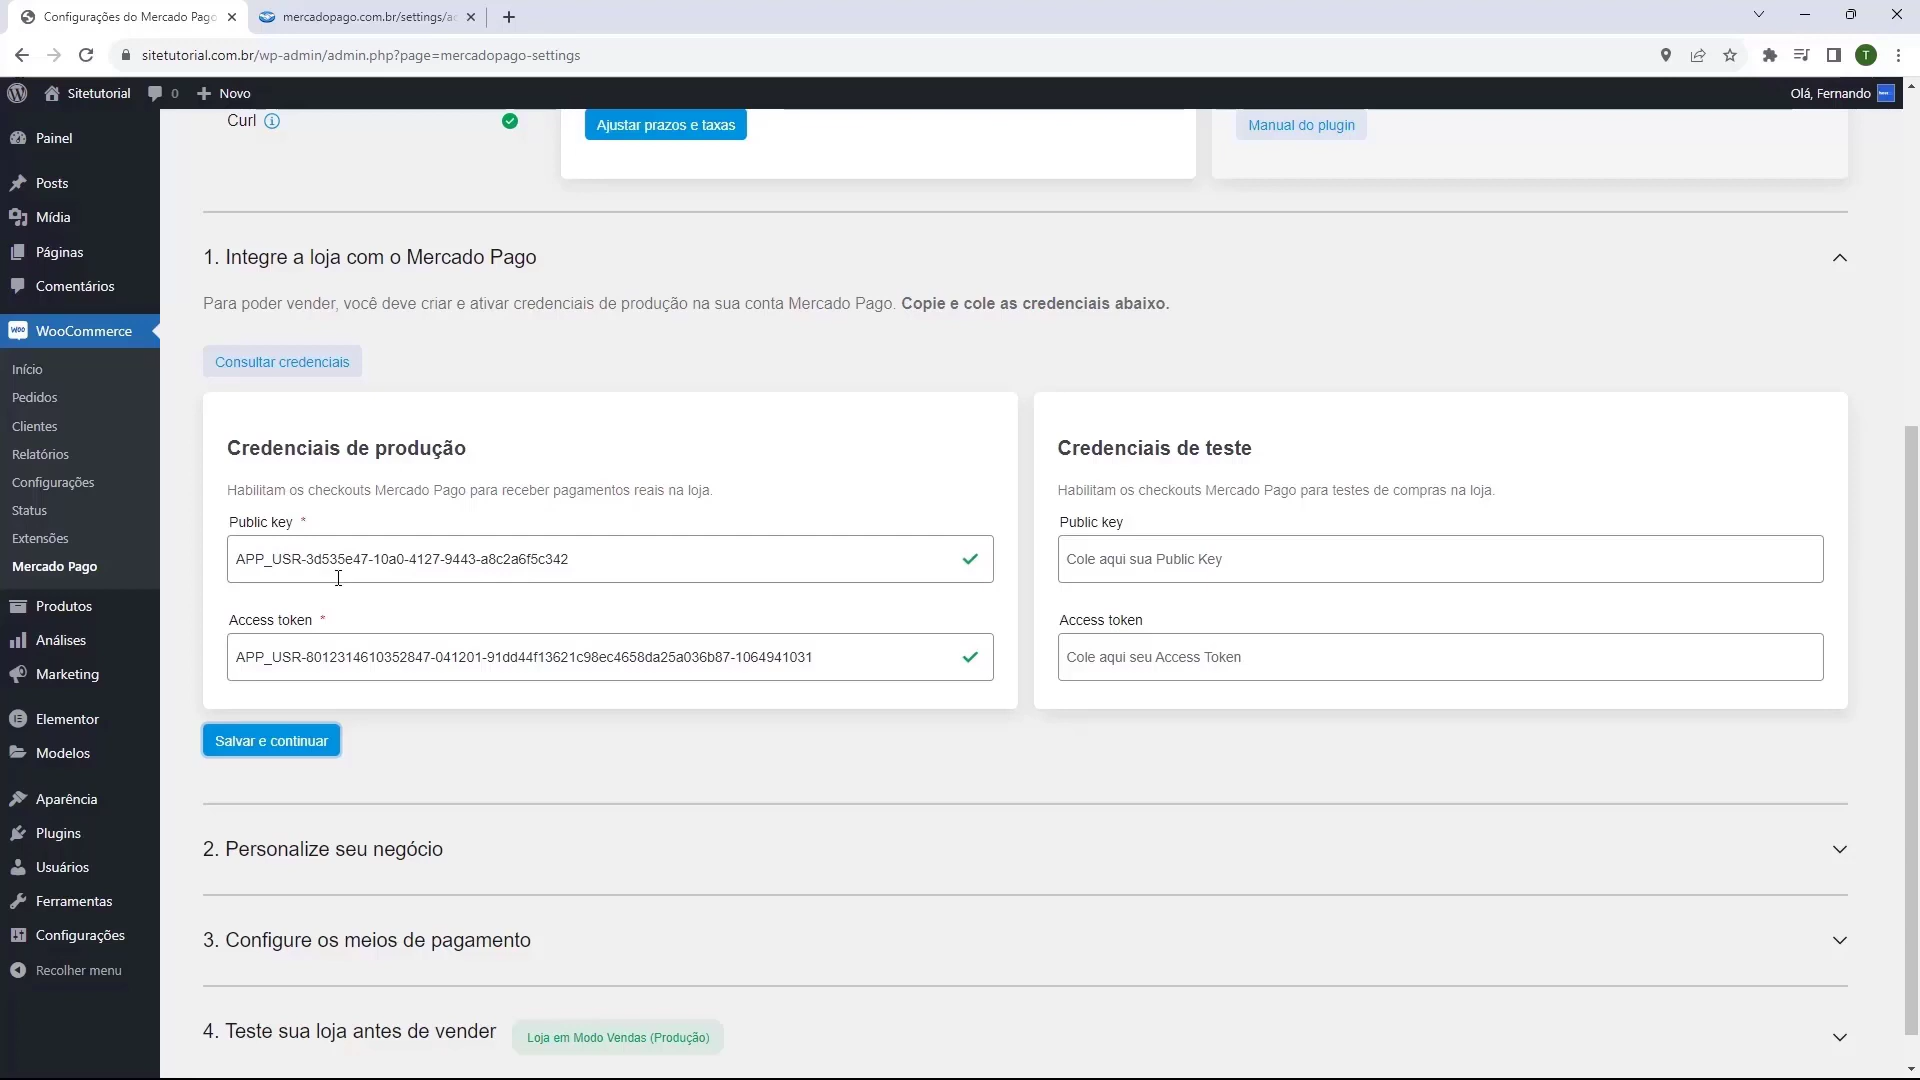 Configurações do Mercado Pago
mercadopago.com.br/settings/ac
sitetutorial.com.br/wp-admin/admin.php?page=mercadopago-settings
T
Sitetutorial
0
Novo
Olá, Fernando
Painel
Posts
Mídia
Páginas
Comentários
WooCommerce
Início
Pedidos
Clientes
Relatórios
Configurações
Status
Extensões
Mercado Pago
Produtos
Análises
Marketing
Elementor
Modelos
Aparência
Plugins
Usuários
Ferramentas
Configurações
Recolher menu
Curl
Ajustar prazos e taxas
Manual do plugin
1. Integre a loja com o Mercado Pago
Para poder vender, você deve criar e ativar credenciais de produção na sua conta Mercado Pago. Copie e cole as credenciais abaixo.
Consultar credenciais
Credenciais de produção
Habilitam os checkouts Mercado Pago para receber pagamentos reais na loja.
Public key *
APP_USR-3d535e47-10a0-4127-9443-a8c2a6f5c342
Access token *
APP_USR-8012314610352847-041201-91dd44f13621c98ec4658da25a036b87-1064941031
Credenciais de teste
Habilitam os checkouts Mercado Pago para testes de compras na loja.
Public key
Cole aqui sua Public Key
Access token
Cole aqui seu Access Token
Salvar e continuar
2. Personalize seu negócio
3. Configure os meios de pagamento
4. Teste sua loja antes de vender
Loja em Modo Vendas (Produção)